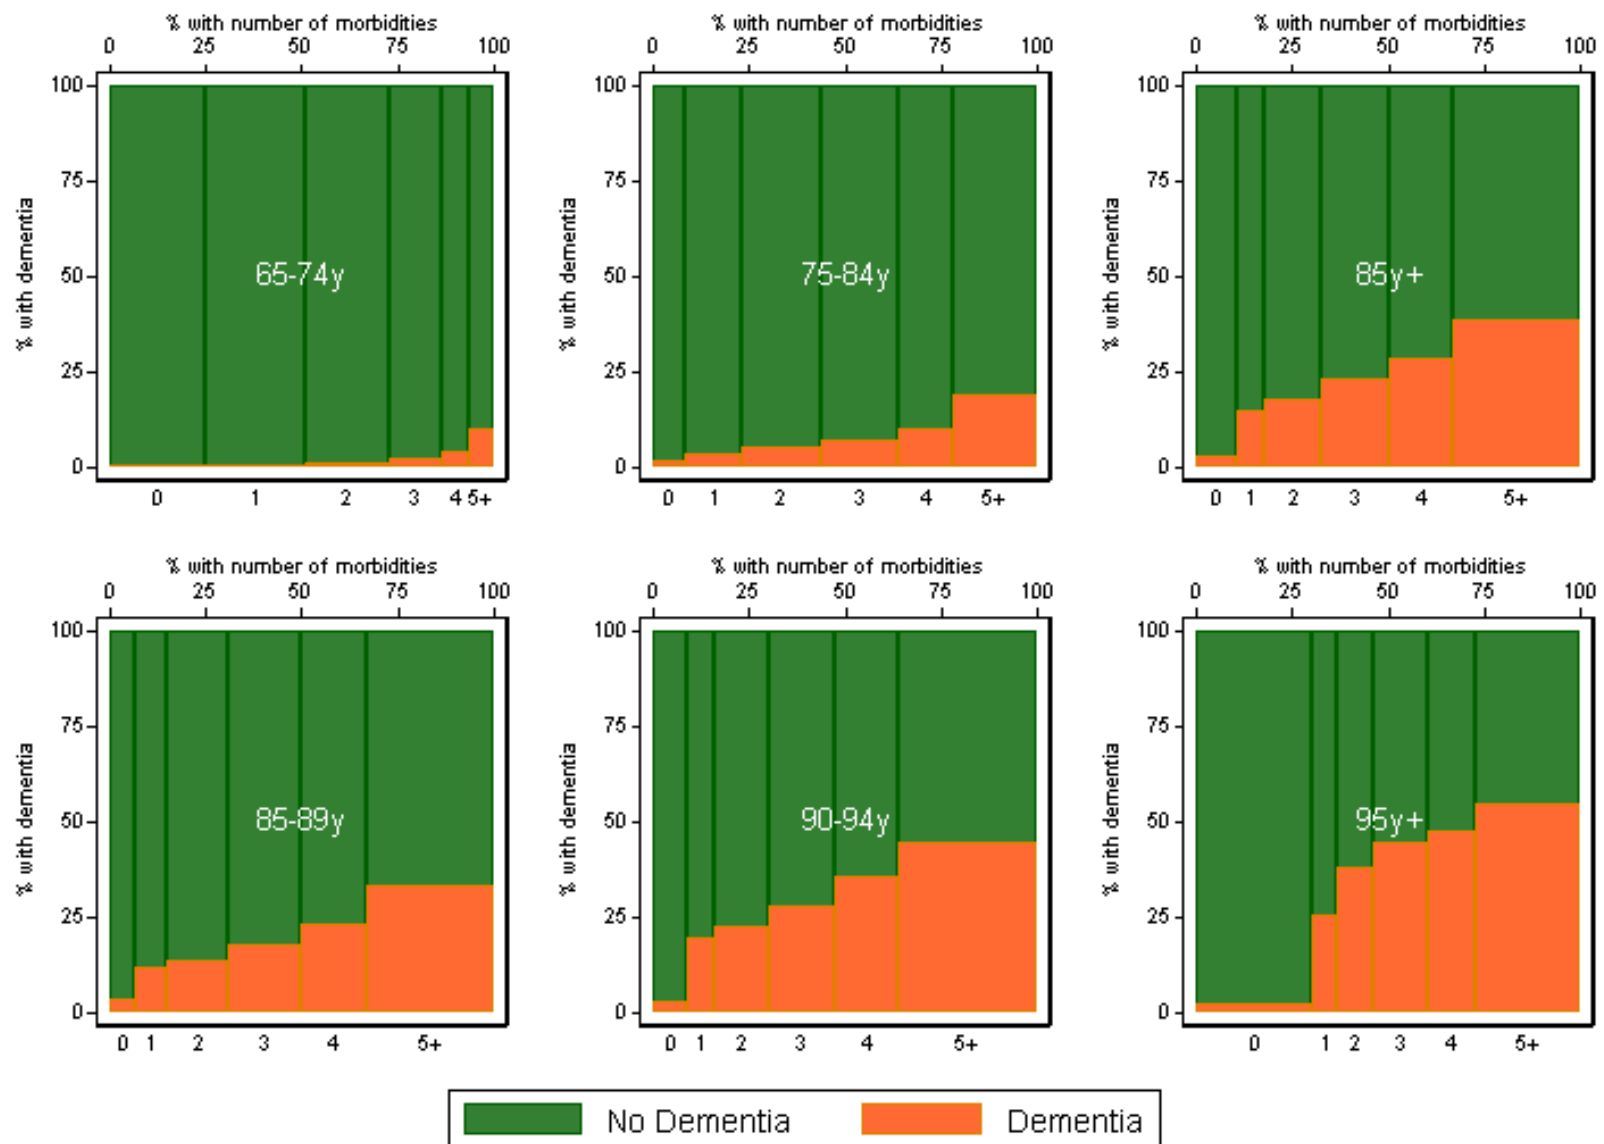 % with number of morbidities % with number of morbidities % with number of morbidities
0 25 50 75 100 0 25 50 75 100 0 25 50 75 100
100 100 100
75 75 75
50 65-74y 50 75-84y 50 85y+
25 25 25
0 0 0
% with dementia % with dementia % with dementia
0 1 2 3 4 5+ 0 1 2 3 4 5+ 0 1 2 3 4 5+
% with number of morbidities % with number of morbidities % with number of morbidities
0 25 50 75 100 0 25 50 75 100 0 25 50 75 100
100 100 100
75 75 75
50 85-89y 50 90-94y 50 95y+
25 25 25
0 0 0
% with dementia % with dementia % with dementia
0 1 2 3 4 5+ 0 1 2 3 4 5+ 0 1 2 3 4 5+
No Dementia Dementia